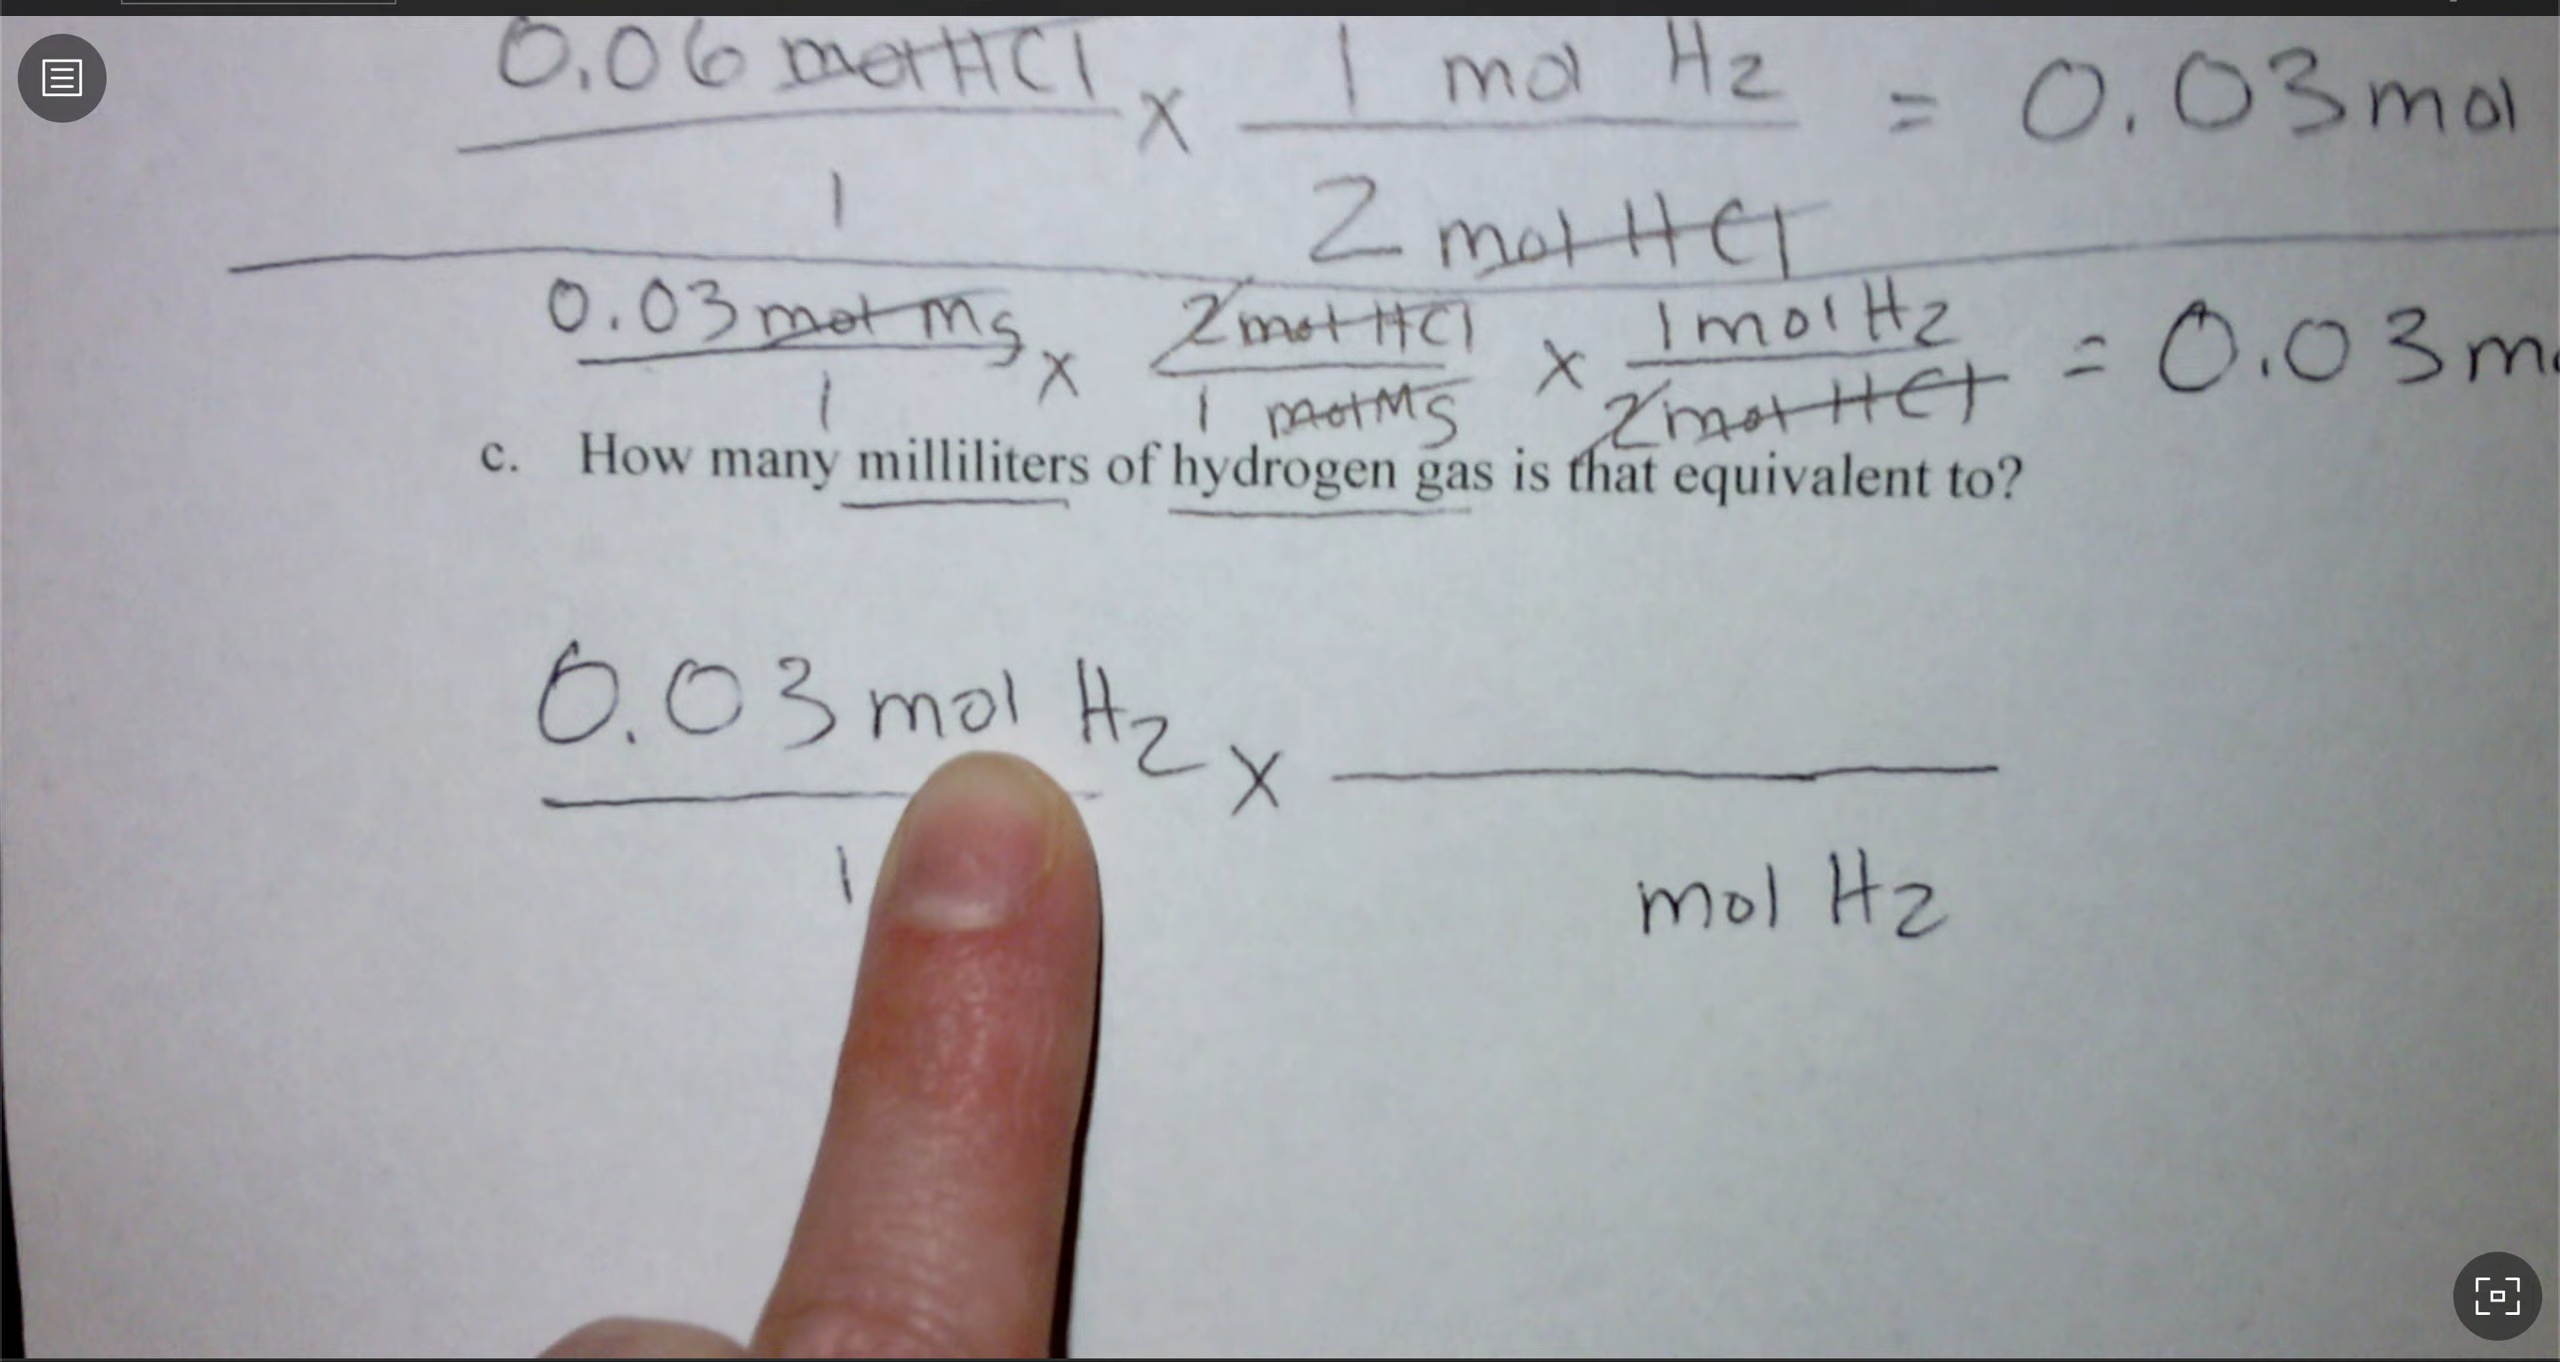 0.06 mol HCl x 1 mol H2 = 0.03 mol
1 2 mol HCl
0.03 mol Mg x 2 mol HCl x 1 mol H2 = 0.03 m
1 1 mol Mg 2 mol HCl
c. How many milliliters of hydrogen gas is that equivalent to?
0.03 mol H2 x
1 mol H2